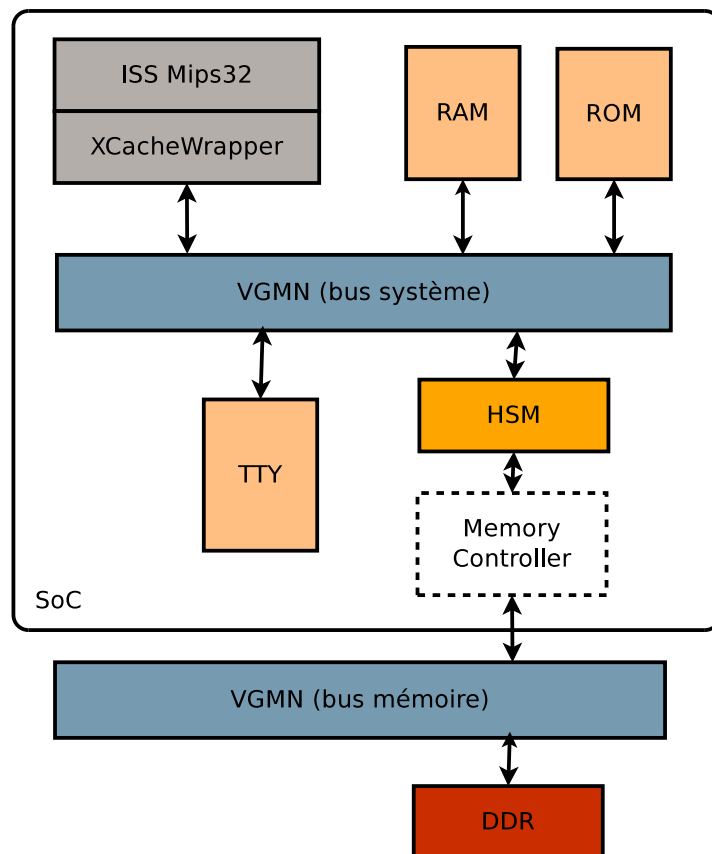 ISS Mips32
XCacheWrapper
RAM
ROM
VGMN (bus système)
TTY
HSM
Memory
Controller
SoC
VGMN (bus mémoire)
DDR